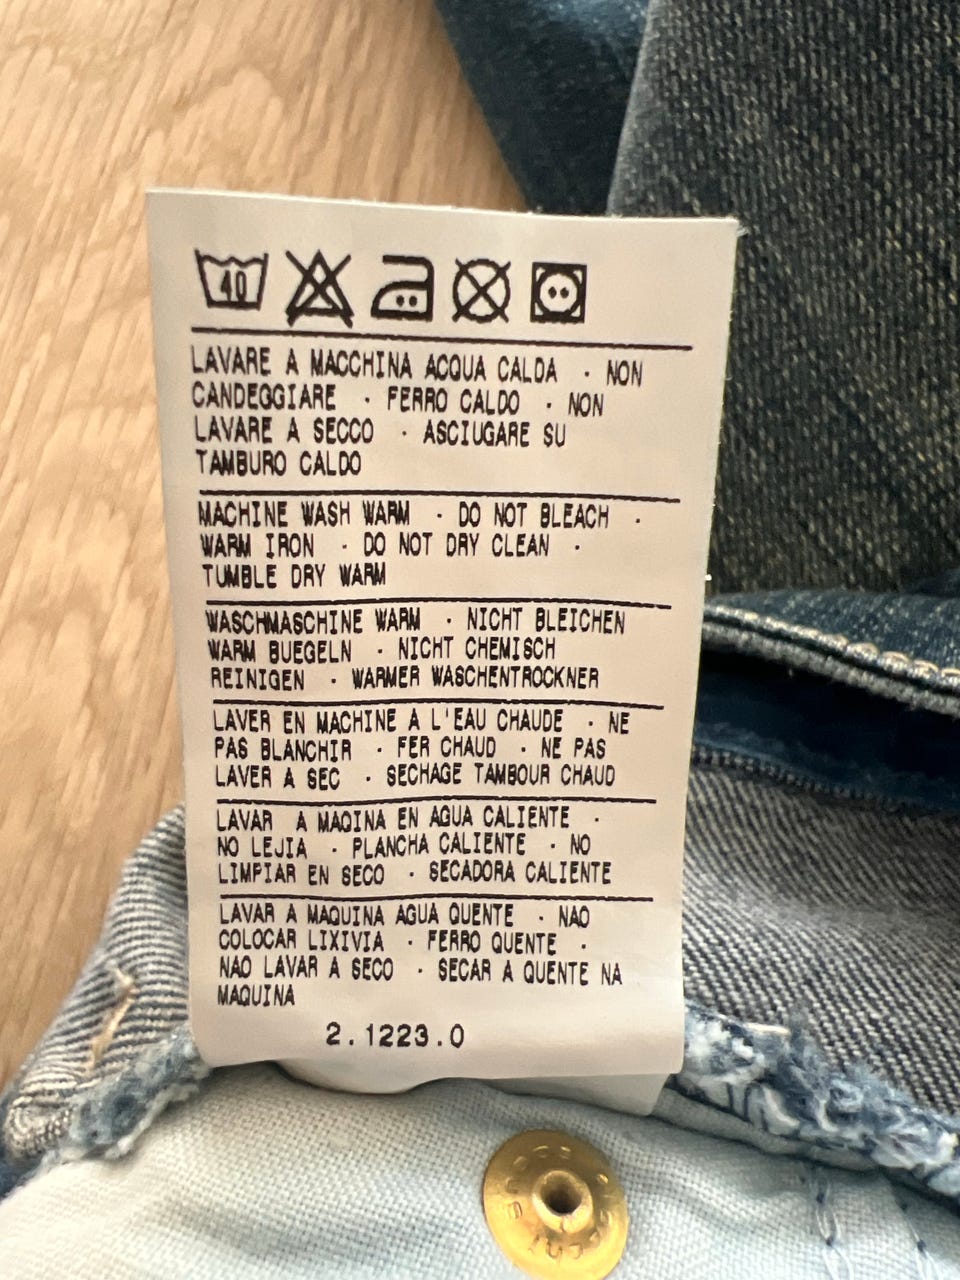 40
LAVARE A MACCHINA ACQUA CALDA · NON
CANDEGGIARE · FERRO CALDO · NON
LAVARE A SECCO · ASCIUGARE SU
TAMBURO CALDO
MACHINE WASH WARM · DO NOT BLEACH ·
WARM IRON · DO NOT DRY CLEAN ·
TUMBLE DRY WARM
WASCHMASCHINE WARM · NICHT BLEICHEN
WARM BUEGELN · NICHT CHEMISCH
REINIGEN · WARMER WASCHENTROCKNER
LAVER EN MACHINE A L'EAU CHAUDE · NE
PAS BLANCHIR · FER CHAUD · NE PAS
LAVER A SEC · SECHAGE TAMBOUR CHAUD
LAVAR A MAQINA EN AGUA CALIENTE ·
NO LEJIA · PLANCHA CALIENTE · NO
LIMPIAR EN SECO · SECADORA CALIENTE
LAVAR A MAQUINA AGUA QUENTE · NAO
COLOCAR LIXIVIA · FERRO QUENTE ·
NAO LAVAR A SECO · SECAR A QUENTE NA
MAQUINA
2.1223.0